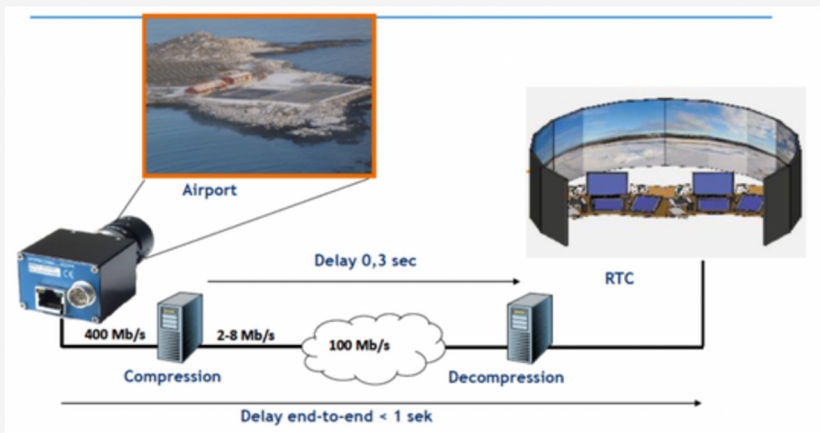 Airport
Delay 0,3 sec
RTC
400 Mb/s
2-8 Mb/s
100 Mb/s
Compression
Decompression
Delay end-to-end < 1 sek